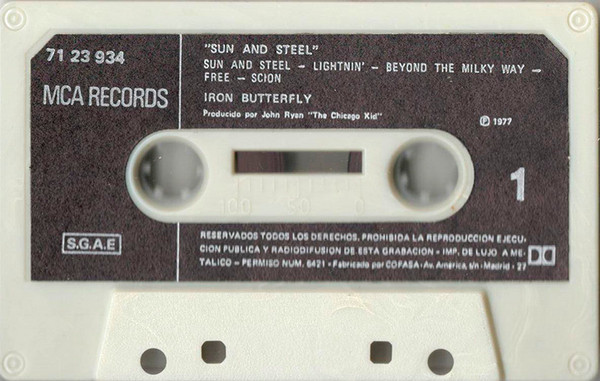 71 23 934
MCA RECORDS
"SUN AND STEEL"
SUN AND STEEL – LIGHTNIN' – BEYOND THE MILKY WAY –
FREE – SCION
IRON BUTTERFLY
Producido por John Ryan "The Chicago Kid"
Ⓟ 1977
1
100 50 0
S.G.A.E
RESERVADOS TODOS LOS DERECHOS. PROHIBIDA LA REPRODUCCION EJECU-
CION PUBLICA Y RADIODIFUSION DE ESTA GRABACION - IMP. DE LUJO A ME-
TALICO – PERMISO NUM. 6421 - Fabricado por COFASA - Av. América, s/n - Madrid - 27